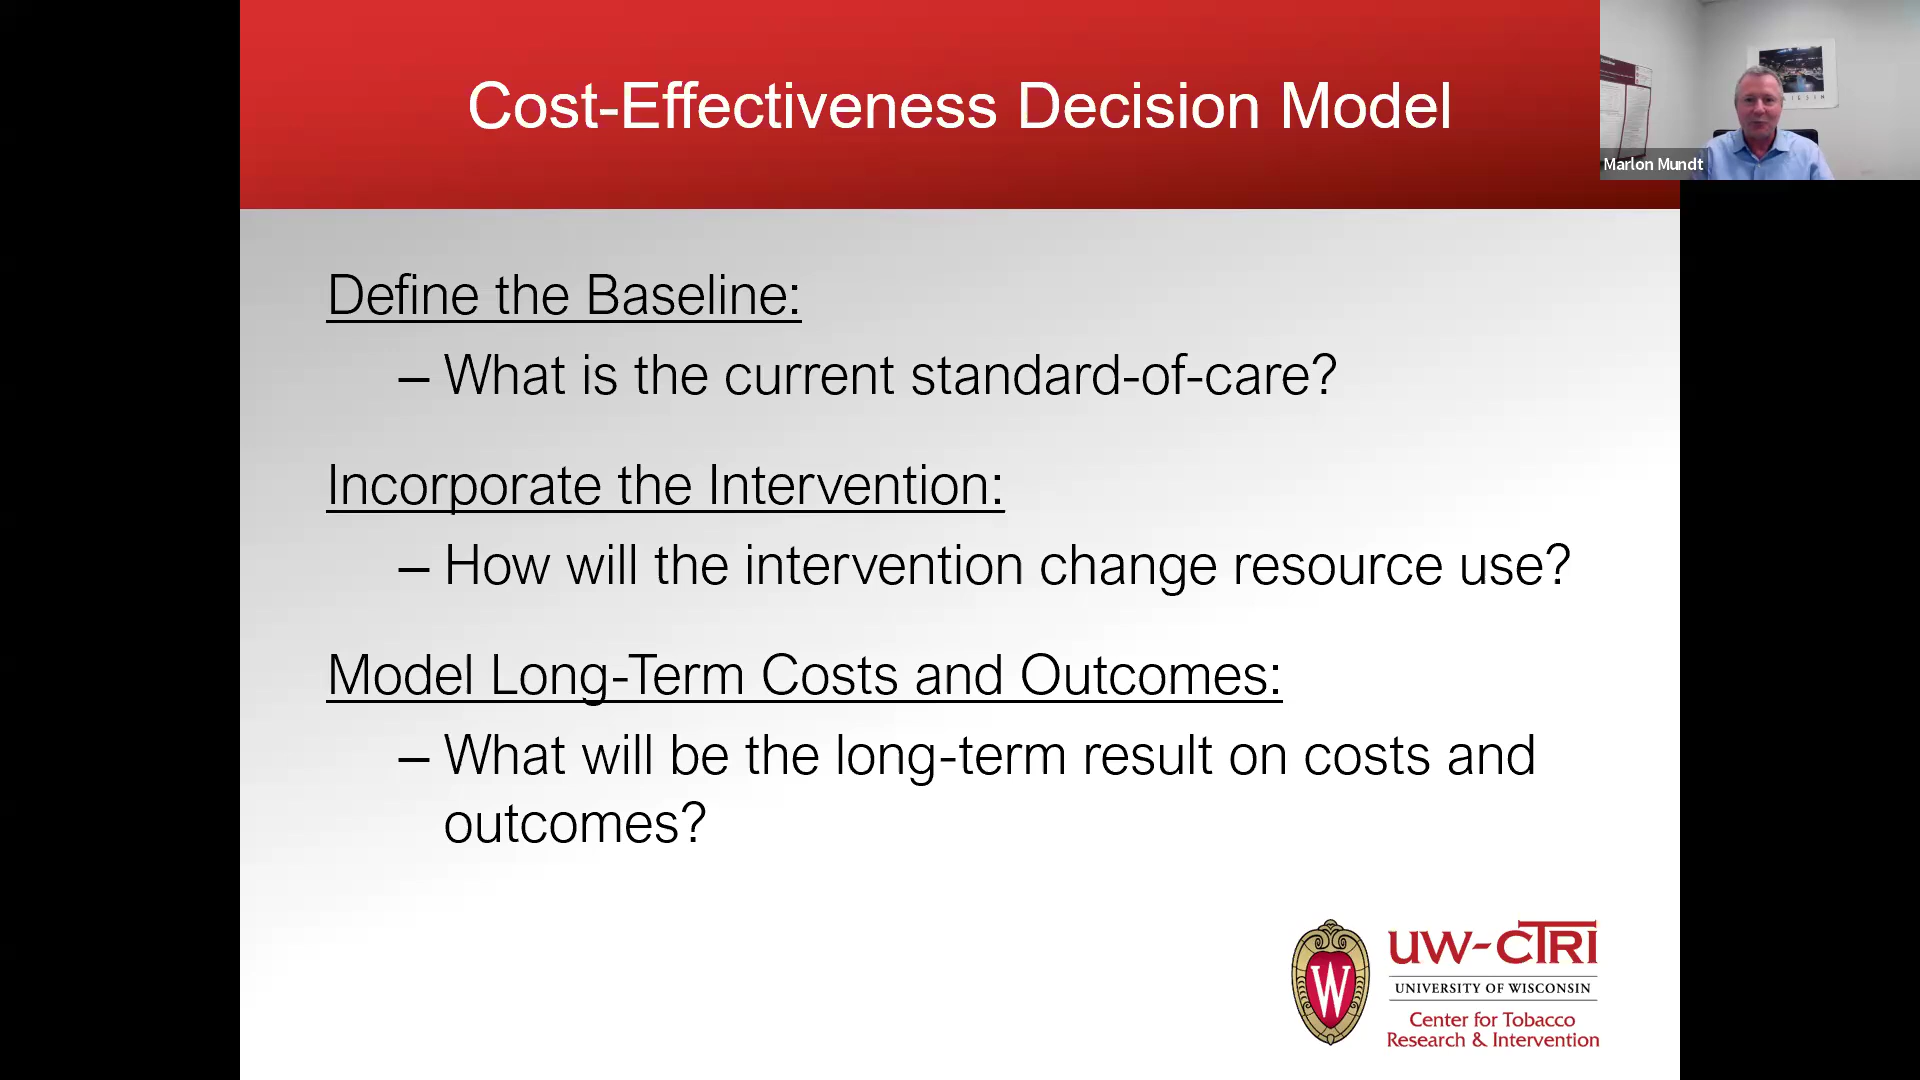 Cost-Effectiveness Decision Model
Marlon Mundt
Define the Baseline:
– What is the current standard-of-care?
Incorporate the Intervention:
– How will the intervention change resource use?
Model Long-Term Costs and Outcomes:
– What will be the long-term result on costs and
outcomes?
W
UW-CTRI
UNIVERSITY OF WISCONSIN
Center for Tobacco
Research & Intervention